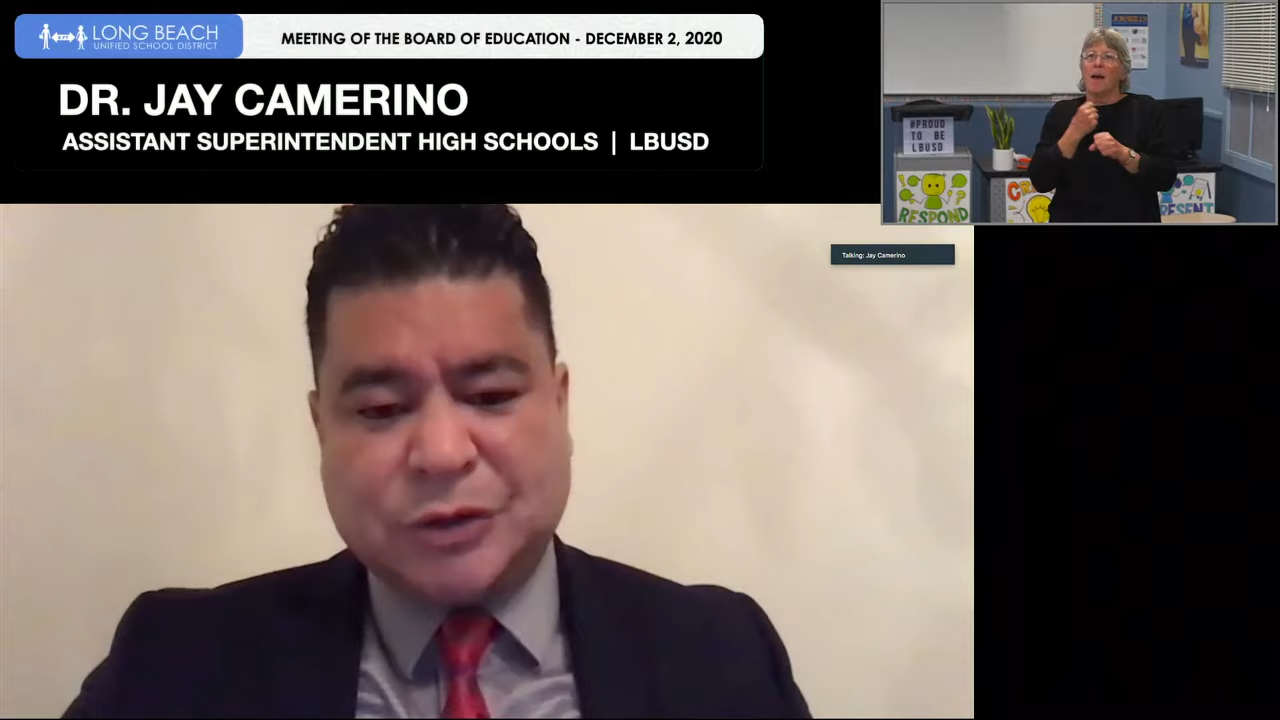 LONG BEACH
UNIFIED SCHOOL DISTRICT
MEETING OF THE BOARD OF EDUCATION - DECEMBER 2, 2020
DR. JAY CAMERINO
ASSISTANT SUPERINTENDENT HIGH SCHOOLS | LBUSD
#PROUD
TO BE
LBUSD
RESPOND
Talking: Jay Camerino